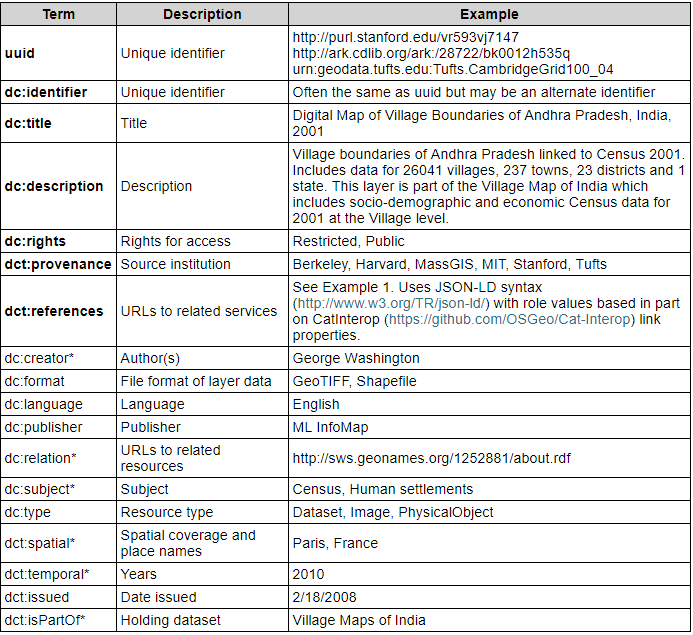 Term Description Example
uuid Unique identifier http://purl.stanford.edu/vr593vj7147
http://ark.cdlib.org/ark:/28722/bk0012h535q
urn:geodata.tufts.edu:Tufts.CambridgeGrid100_04
dc:identifier Unique identifier Often the same as uuid but may be an alternate identifier
dc:title Title Digital Map of Village Boundaries of Andhra Pradesh, India,
2001
dc:description Description Village boundaries of Andhra Pradesh linked to Census 2001.
Includes data for 26041 villages, 237 towns, 23 districts and 1
state. This layer is part of the Village Map of India which
includes socio-demographic and economic Census data for
2001 at the Village level.
dc:rights Rights for access Restricted, Public
dct:provenance Source institution Berkeley, Harvard, MassGIS, MIT, Stanford, Tufts
dct:references URLs to related services See Example 1. Uses JSON-LD syntax
(http://www.w3.org/TR/json-ld/) with role values based in part
on CatInterop (https://github.com/OSGeo/Cat-Interop) link
properties.
dc:creator* Author(s) George Washington
dc:format File format of layer data GeoTIFF, Shapefile
dc:language Language English
dc:publisher Publisher ML InfoMap
dc:relation* URLs to related
resources http://sws.geonames.org/1252881/about.rdf
dc:subject* Subject Census, Human settlements
dc:type Resource type Dataset, Image, PhysicalObject
dct:spatial* Spatial coverage and
place names Paris, France
dct:temporal* Years 2010
dct:issued Date issued 2/18/2008
dct:isPartOf* Holding dataset Village Maps of India